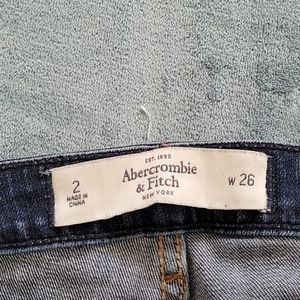 EST. 1892
2
Abercrombie
& Fitch
W 26
MADE IN
CHINA
NEW YORK